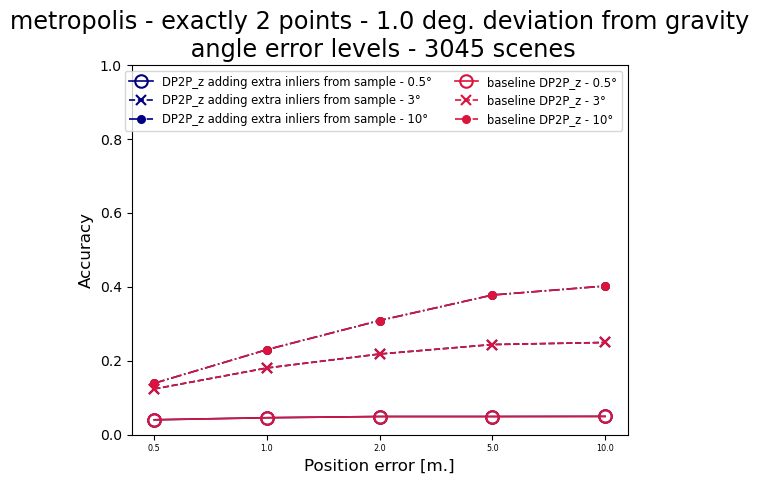 metropolis - exactly 2 points - 1.0 deg. deviation from gravity
angle error levels - 3045 scenes
DP2P_z adding extra inliers from sample - 0.5°
DP2P_z adding extra inliers from sample - 3°
DP2P_z adding extra inliers from sample - 10°
baseline DP2P_z - 0.5°
baseline DP2P_z - 3°
baseline DP2P_z - 10°
Accuracy
1.0
0.8
0.6
0.4
0.2
0.0
0.5 1.0 2.0 5.0 10.0
Position error [m.]